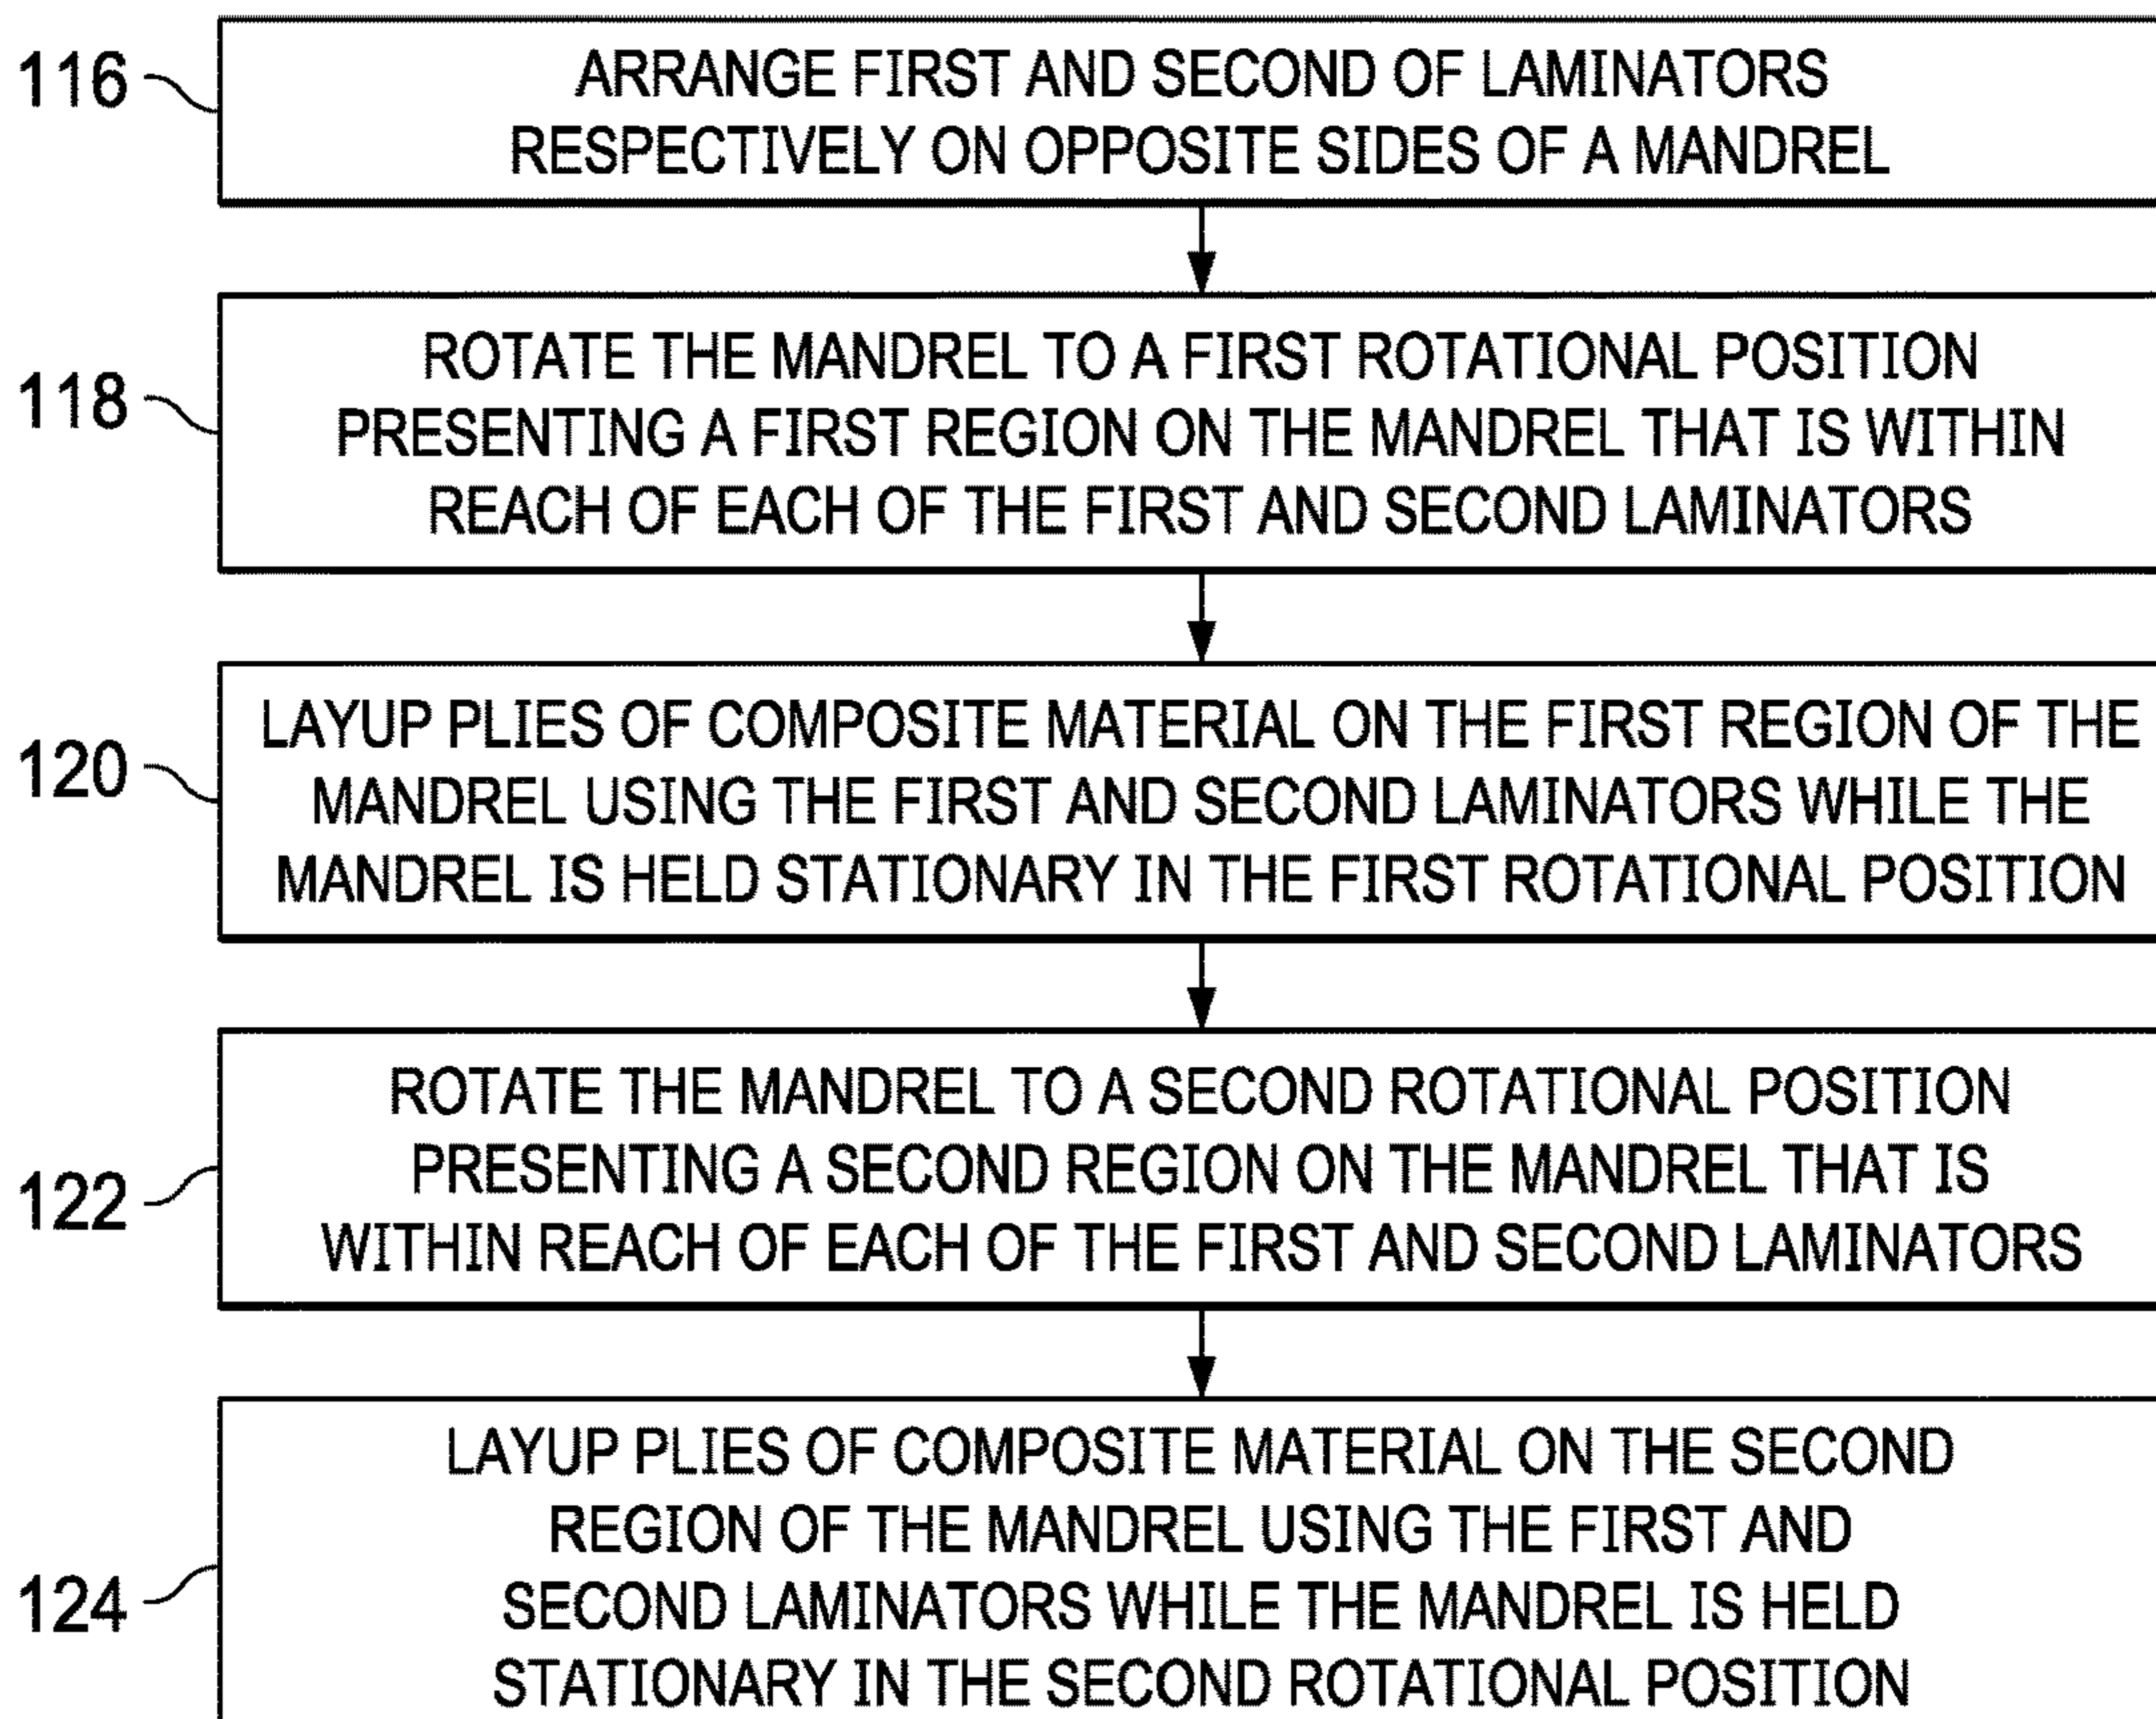 116
ARRANGE FIRST AND SECOND OF LAMINATORS
RESPECTIVELY ON OPPOSITE SIDES OF A MANDREL
118
ROTATE THE MANDREL TO A FIRST ROTATIONAL POSITION
PRESENTING A FIRST REGION ON THE MANDREL THAT IS WITHIN
REACH OF EACH OF THE FIRST AND SECOND LAMINATORS
120
LAYUP PLIES OF COMPOSITE MATERIAL ON THE FIRST REGION OF THE
MANDREL USING THE FIRST AND SECOND LAMINATORS WHILE THE
MANDREL IS HELD STATIONARY IN THE FIRST ROTATIONAL POSITION
122
ROTATE THE MANDREL TO A SECOND ROTATIONAL POSITION
PRESENTING A SECOND REGION ON THE MANDREL THAT IS
WITHIN REACH OF EACH OF THE FIRST AND SECOND LAMINATORS
124
LAYUP PLIES OF COMPOSITE MATERIAL ON THE SECOND
REGION OF THE MANDREL USING THE FIRST AND
SECOND LAMINATORS WHILE THE MANDREL IS HELD
STATIONARY IN THE SECOND ROTATIONAL POSITION